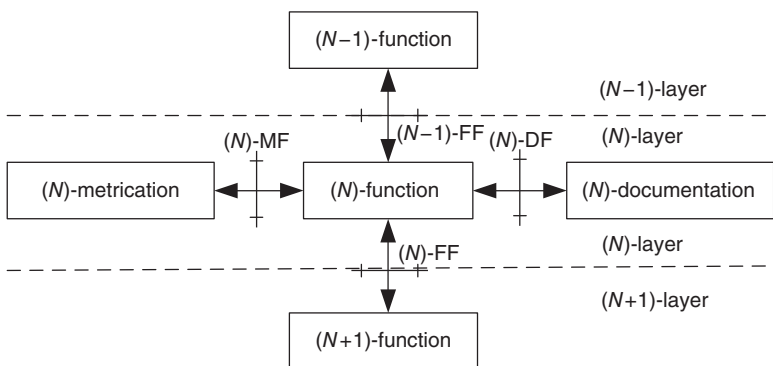 (N−1)-function
(N−1)-layer
(N−1)-FF
(N)-MF
(N)-DF
(N)-layer
(N)-metrication
(N)-function
(N)-documentation
(N)-FF
(N)-layer
(N+1)-layer
(N+1)-function